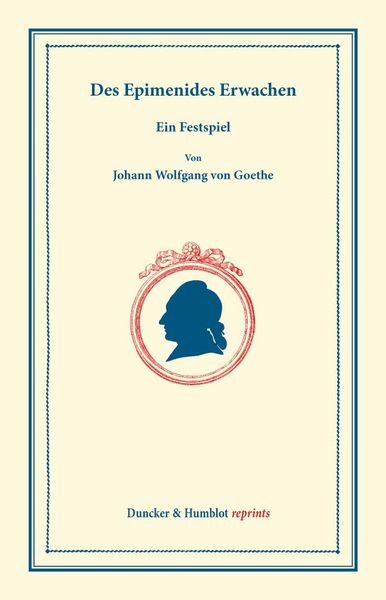 Des Epimenides Erwachen
Ein Festspiel
Von
Johann Wolfgang von Goethe
Duncker & Humblot reprints